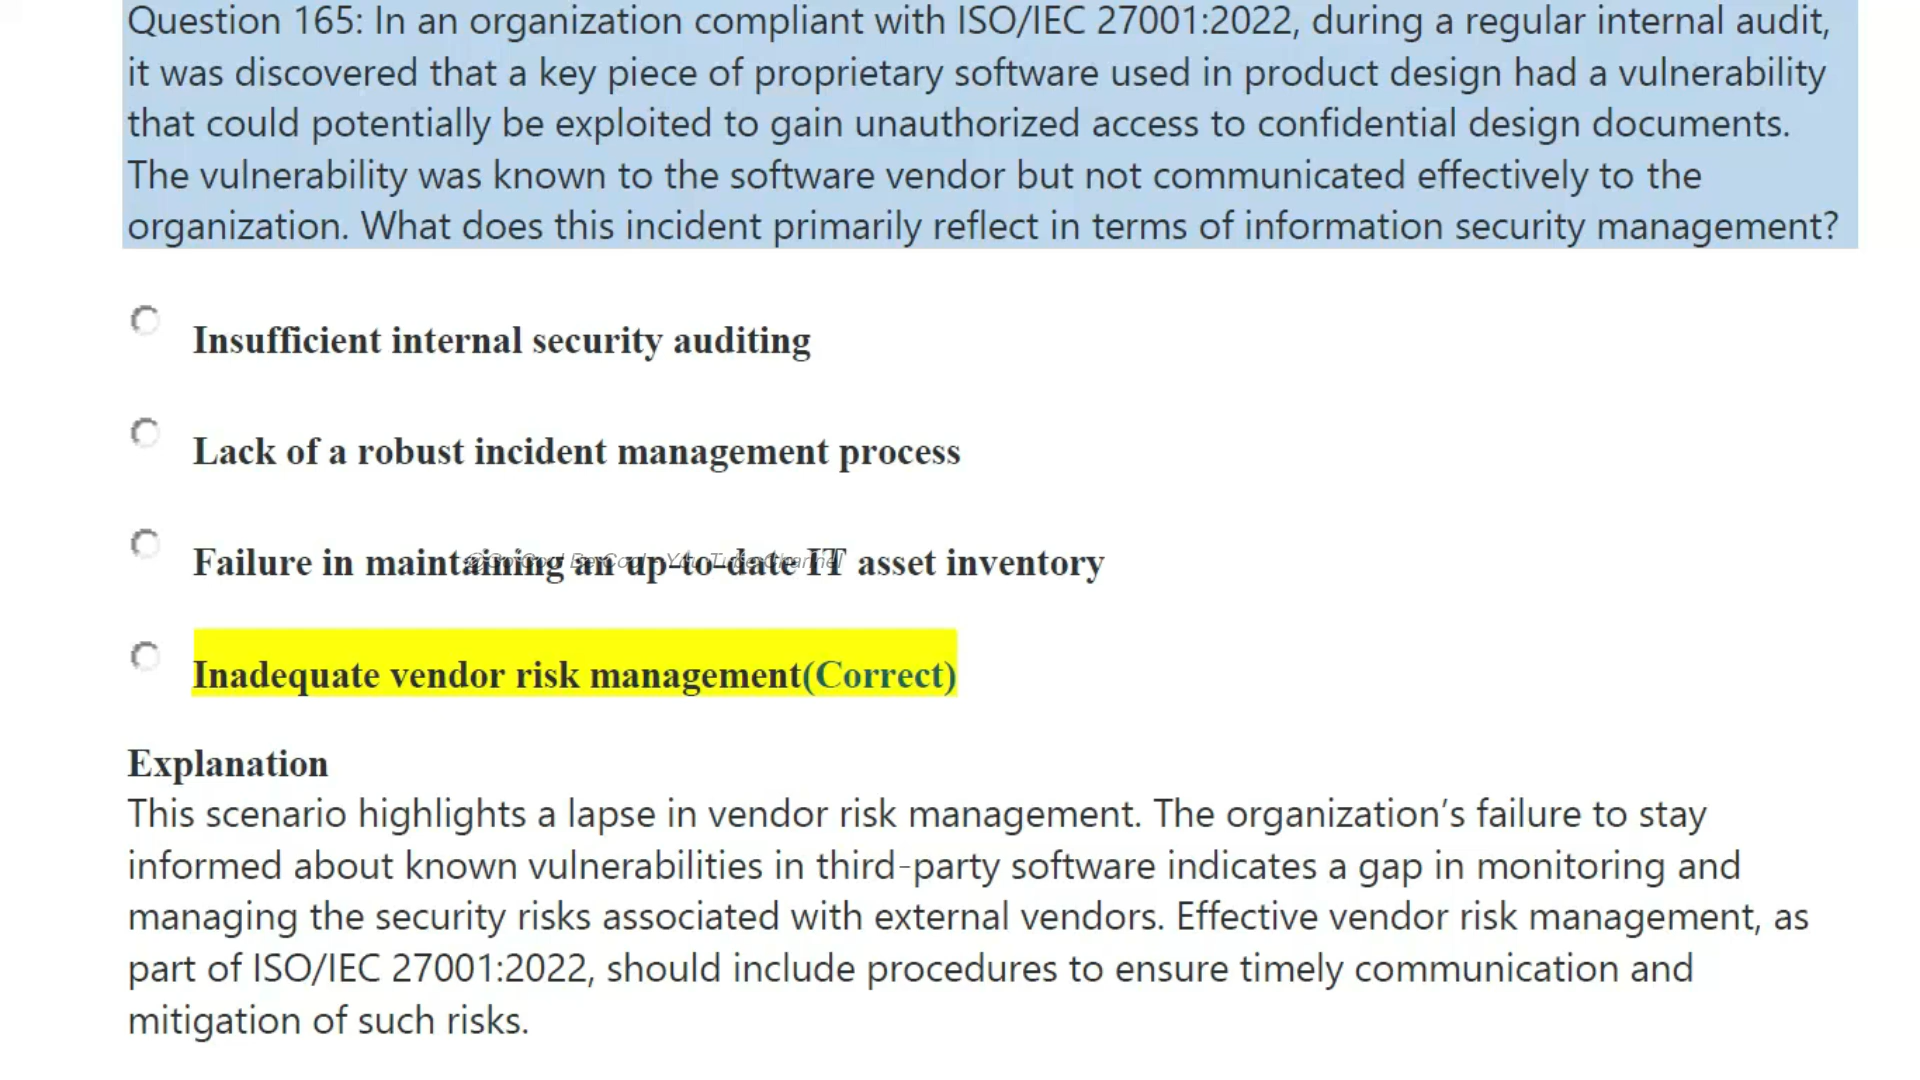 Question 165: In an organization compliant with ISO/IEC 27001:2022, during a regular internal audit,
it was discovered that a key piece of proprietary software used in product design had a vulnerability
that could potentially be exploited to gain unauthorized access to confidential design documents.
The vulnerability was known to the software vendor but not communicated effectively to the
organization. What does this incident primarily reflect in terms of information security management?
Insufficient internal security auditing
Lack of a robust incident management process
Failure in maintaining an up-to-date IT asset inventory
Inadequate vendor risk management(Correct)
Explanation
This scenario highlights a lapse in vendor risk management. The organization’s failure to stay
informed about known vulnerabilities in third-party software indicates a gap in monitoring and
managing the security risks associated with external vendors. Effective vendor risk management, as
part of ISO/IEC 27001:2022, should include procedures to ensure timely communication and
mitigation of such risks.